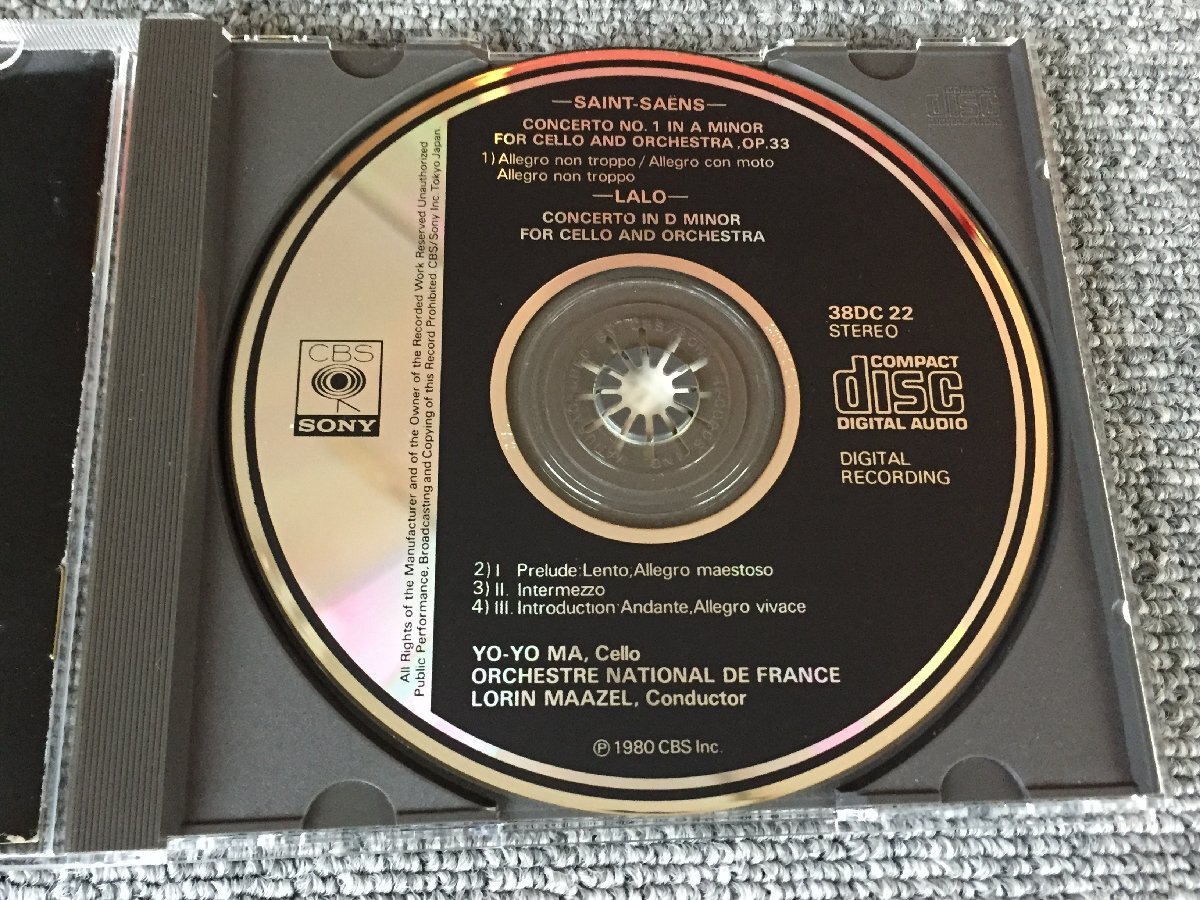 —SAINT-SAËNS—
CONCERTO NO. 1 IN A MINOR
FOR CELLO AND ORCHESTRA, OP.33
1) Allegro non troppo / Allegro con moto
Allegro non troppo
—LALO—
CONCERTO IN D MINOR
FOR CELLO AND ORCHESTRA
All Rights of the Manufacturer and of the Owner of the Recorded Work Reserved Unauthorized
Public Performance, Broadcasting and Copying of this Record Prohibited CBS/Sony Inc. Tokyo Japan.
CBS
SONY
38DC 22
STEREO
COMPACT
disc
DIGITAL AUDIO
DIGITAL
RECORDING
2) I Prelude:Lento;Allegro maestoso
3) II. Intermezzo
4) III. Introduction:Andante,Allegro vivace
YO-YO MA, Cello
ORCHESTRE NATIONAL DE FRANCE
LORIN MAAZEL, Conductor
℗ 1980 CBS Inc.
COMPACT
disc